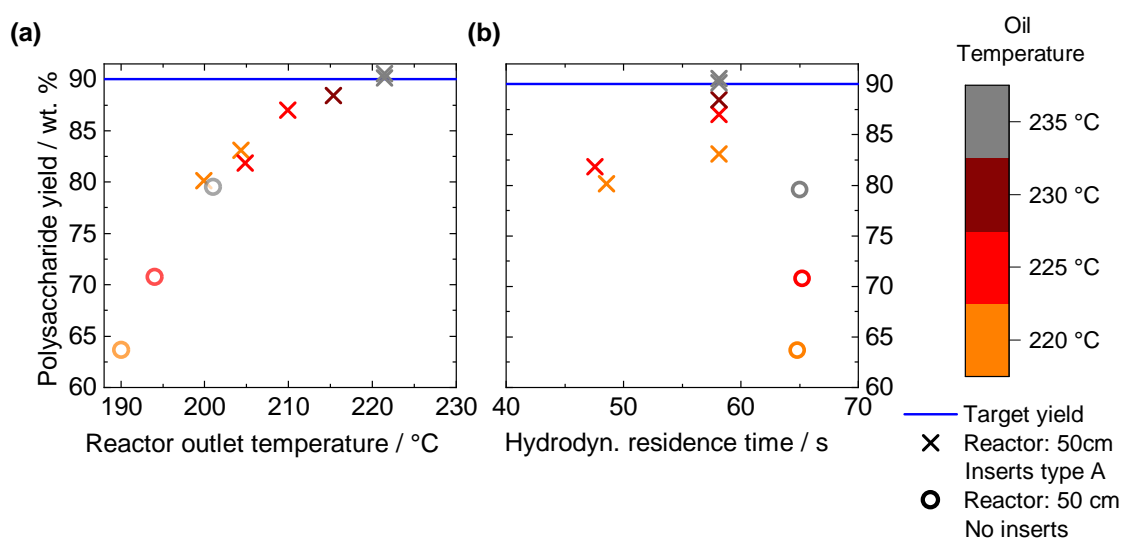 (a)
(b)
Oil
Temperature
Polysaccharide yield / wt. %
90
85
80
75
70
65
60
190 200 210 220 230
Reactor outlet temperature / °C
90
85
80
75
70
65
60
40 50 60 70
Hydrodyn. residence time / s
235 °C
230 °C
225 °C
220 °C
Target yield
Reactor: 50cm
Inserts type A
Reactor: 50 cm
No inserts